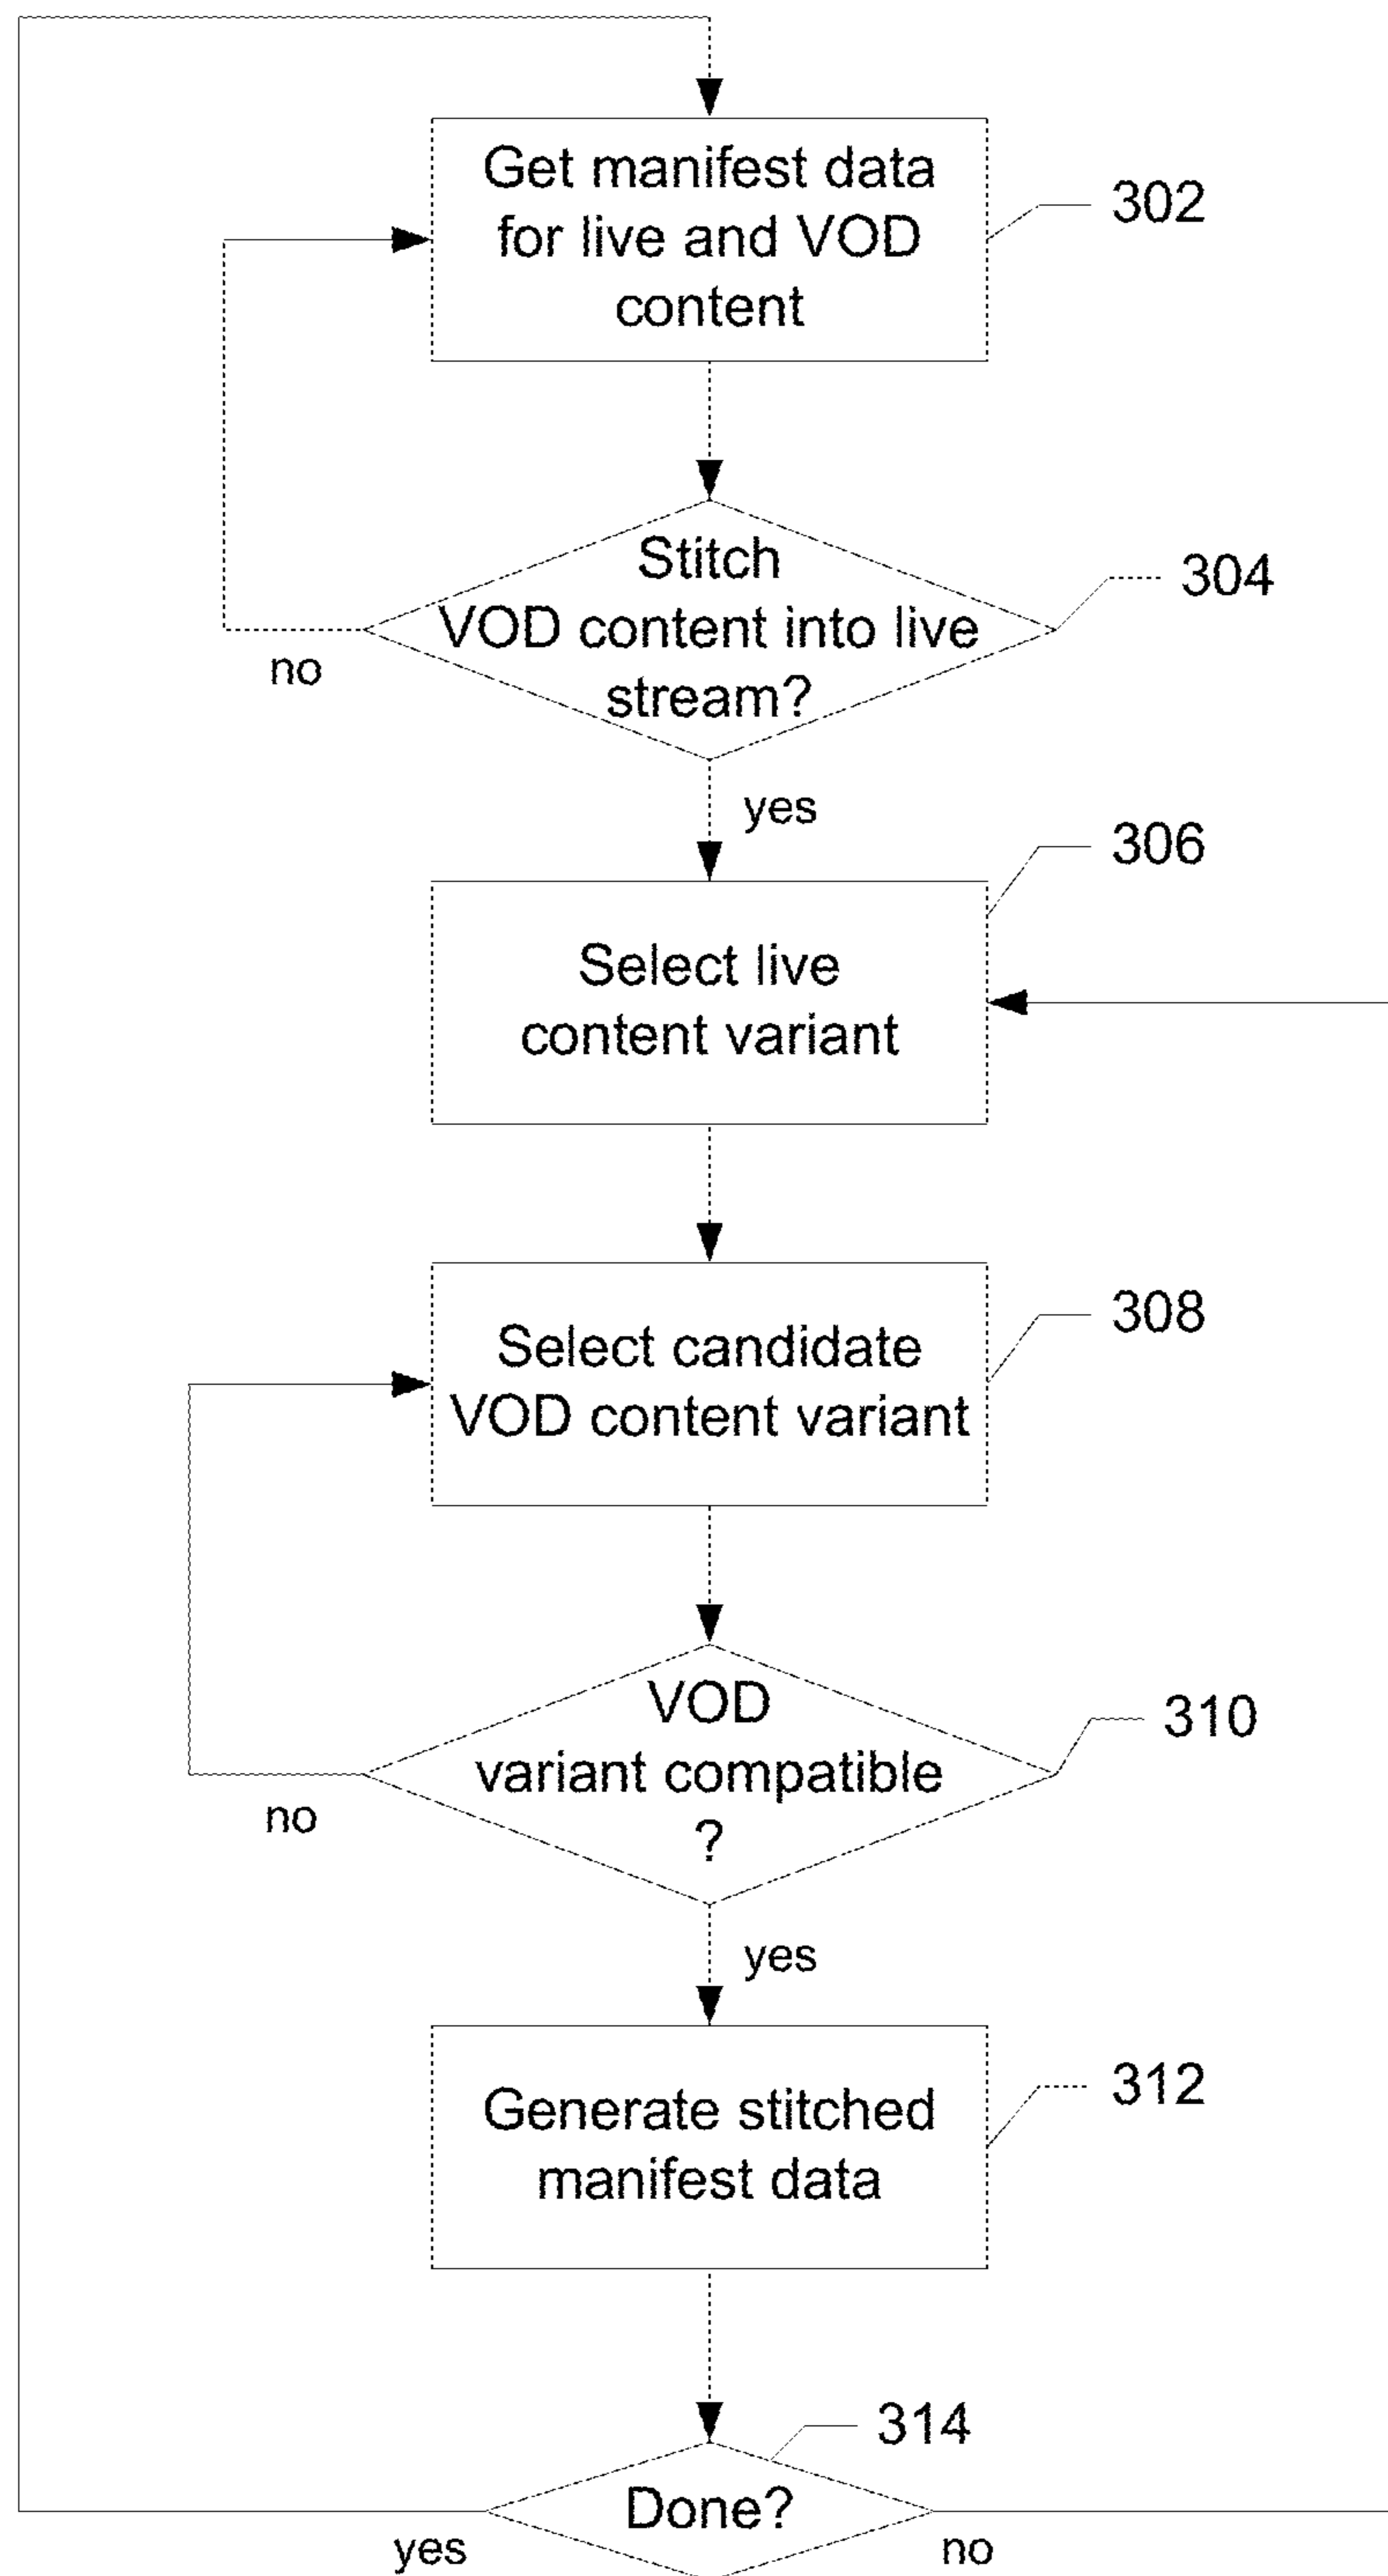 Get manifest data
for live and VOD
content
302
Stitch
VOD content into live
stream?
304
no
yes
306
Select live
content variant
308
Select candidate
VOD content variant
310
VOD
variant compatible
?
no
yes
312
Generate stitched
manifest data
314
Done?
yes
no